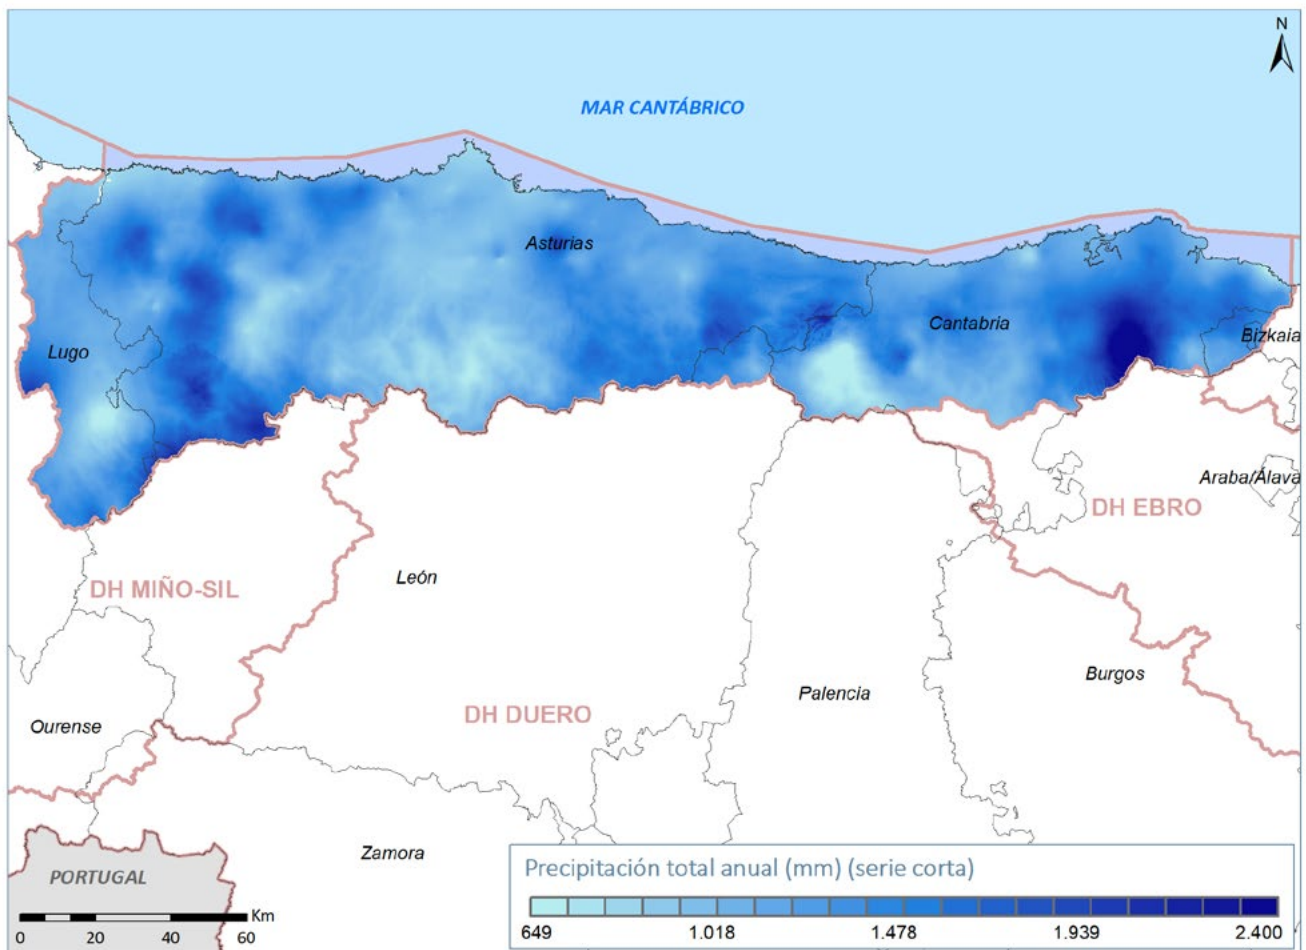 N
MAR CANTÁBRICO
Asturias
Cantabria
Bizkaia
Lugo
Araba/Álava
DH EBRO
León
DH MIÑO-SIL
Burgos
Palencia
DH DUERO
Ourense
Zamora
PORTUGAL
Precipitación total anual (mm) (serie corta)
649 1.018 1.478 1.939 2.400
Km
0 20 40 60